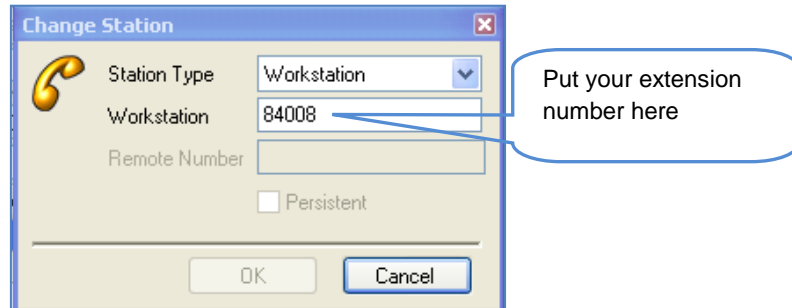 Change Station
Station Type Workstation
Workstation 84008
Remote Number
Persistent
OK Cancel
Put your extension
number here